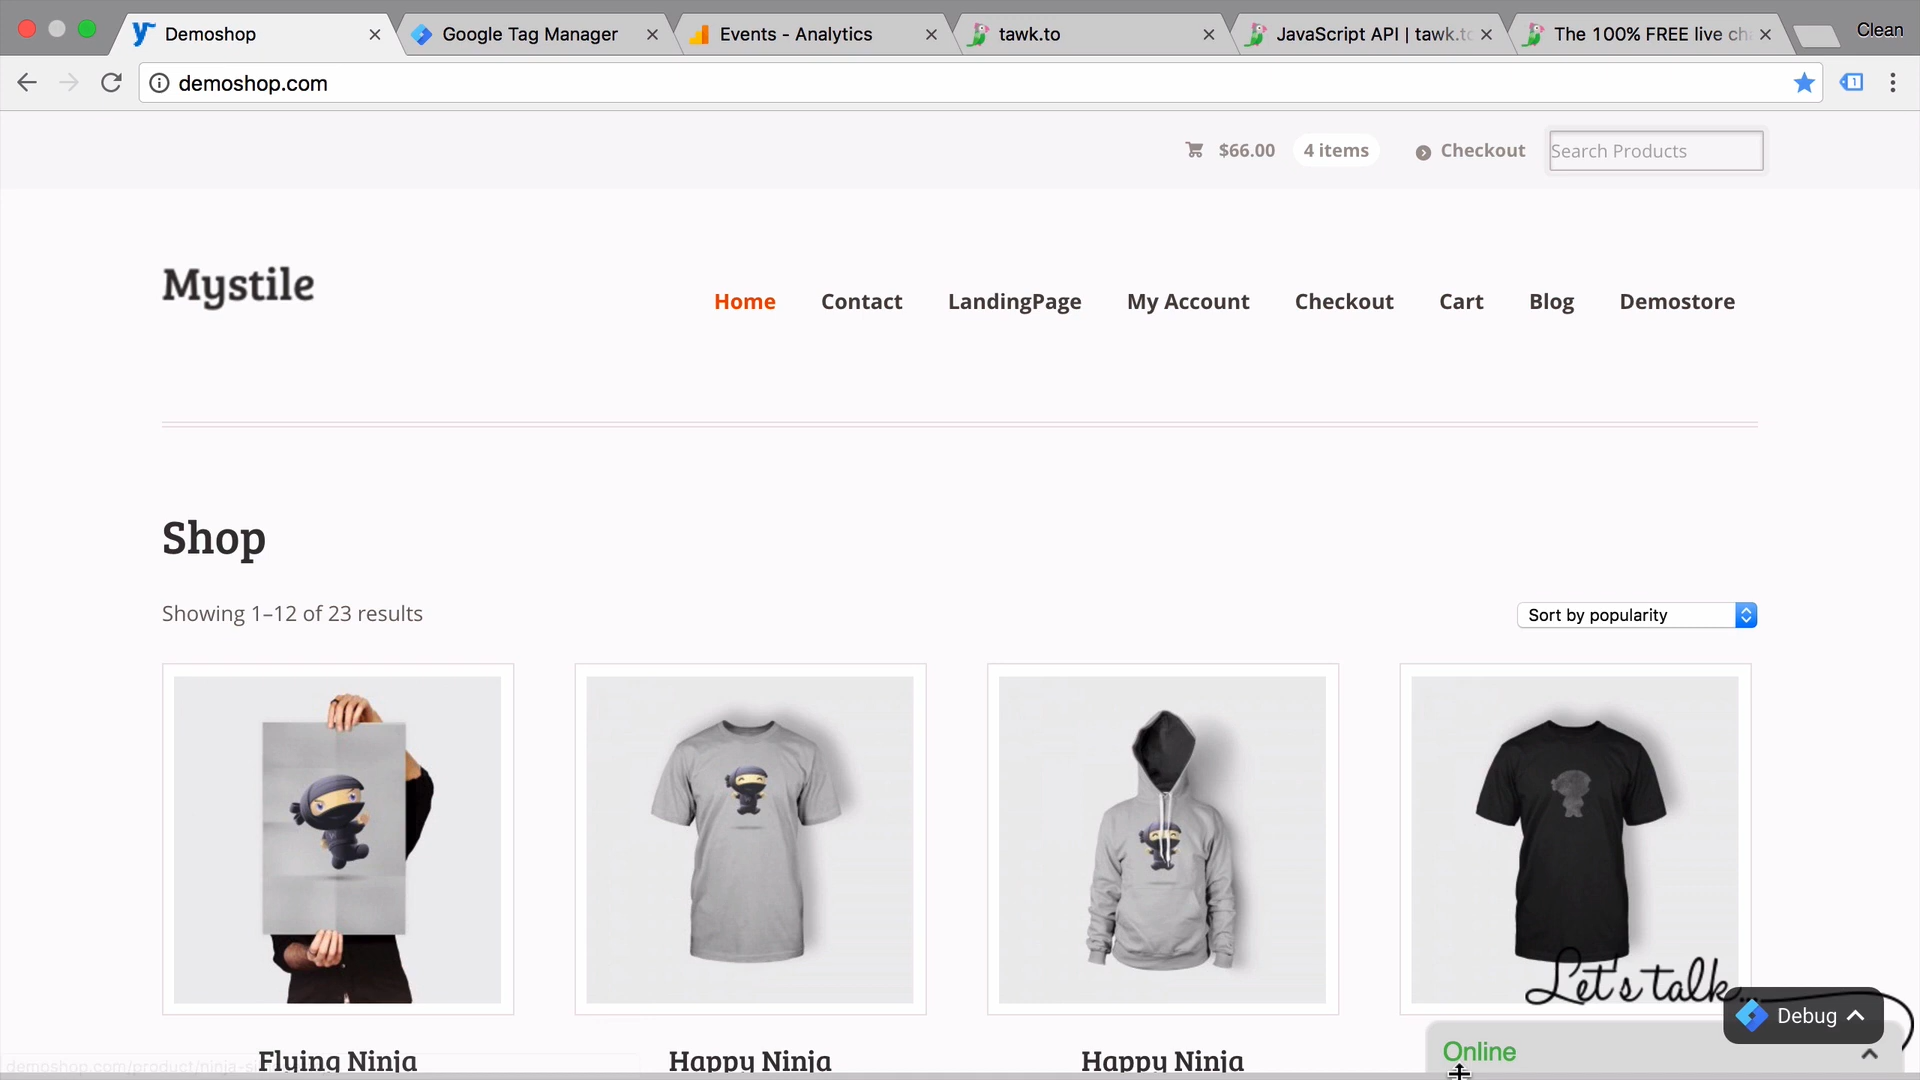 Demoshop
Google Tag Manager
Events - Analytics
tawk.to
JavaScript API | tawk.to
The 100% FREE live ch
Clean
demoshop.com
$66.00
4 items
Checkout
Search Products
Mystile
Home
Contact
LandingPage
My Account
Checkout
Cart
Blog
Demostore
Shop
Showing 1–12 of 23 results
Sort by popularity
Let's talk...
Debug
Flying Ninja
Happy Ninja
Happy Ninja
Online
demoshop.com/product/ninja-s